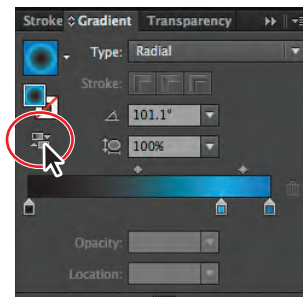 Stroke Gradient Transparency
Type: Radial
Stroke:
101.1°
100%
Opacity:
Location: